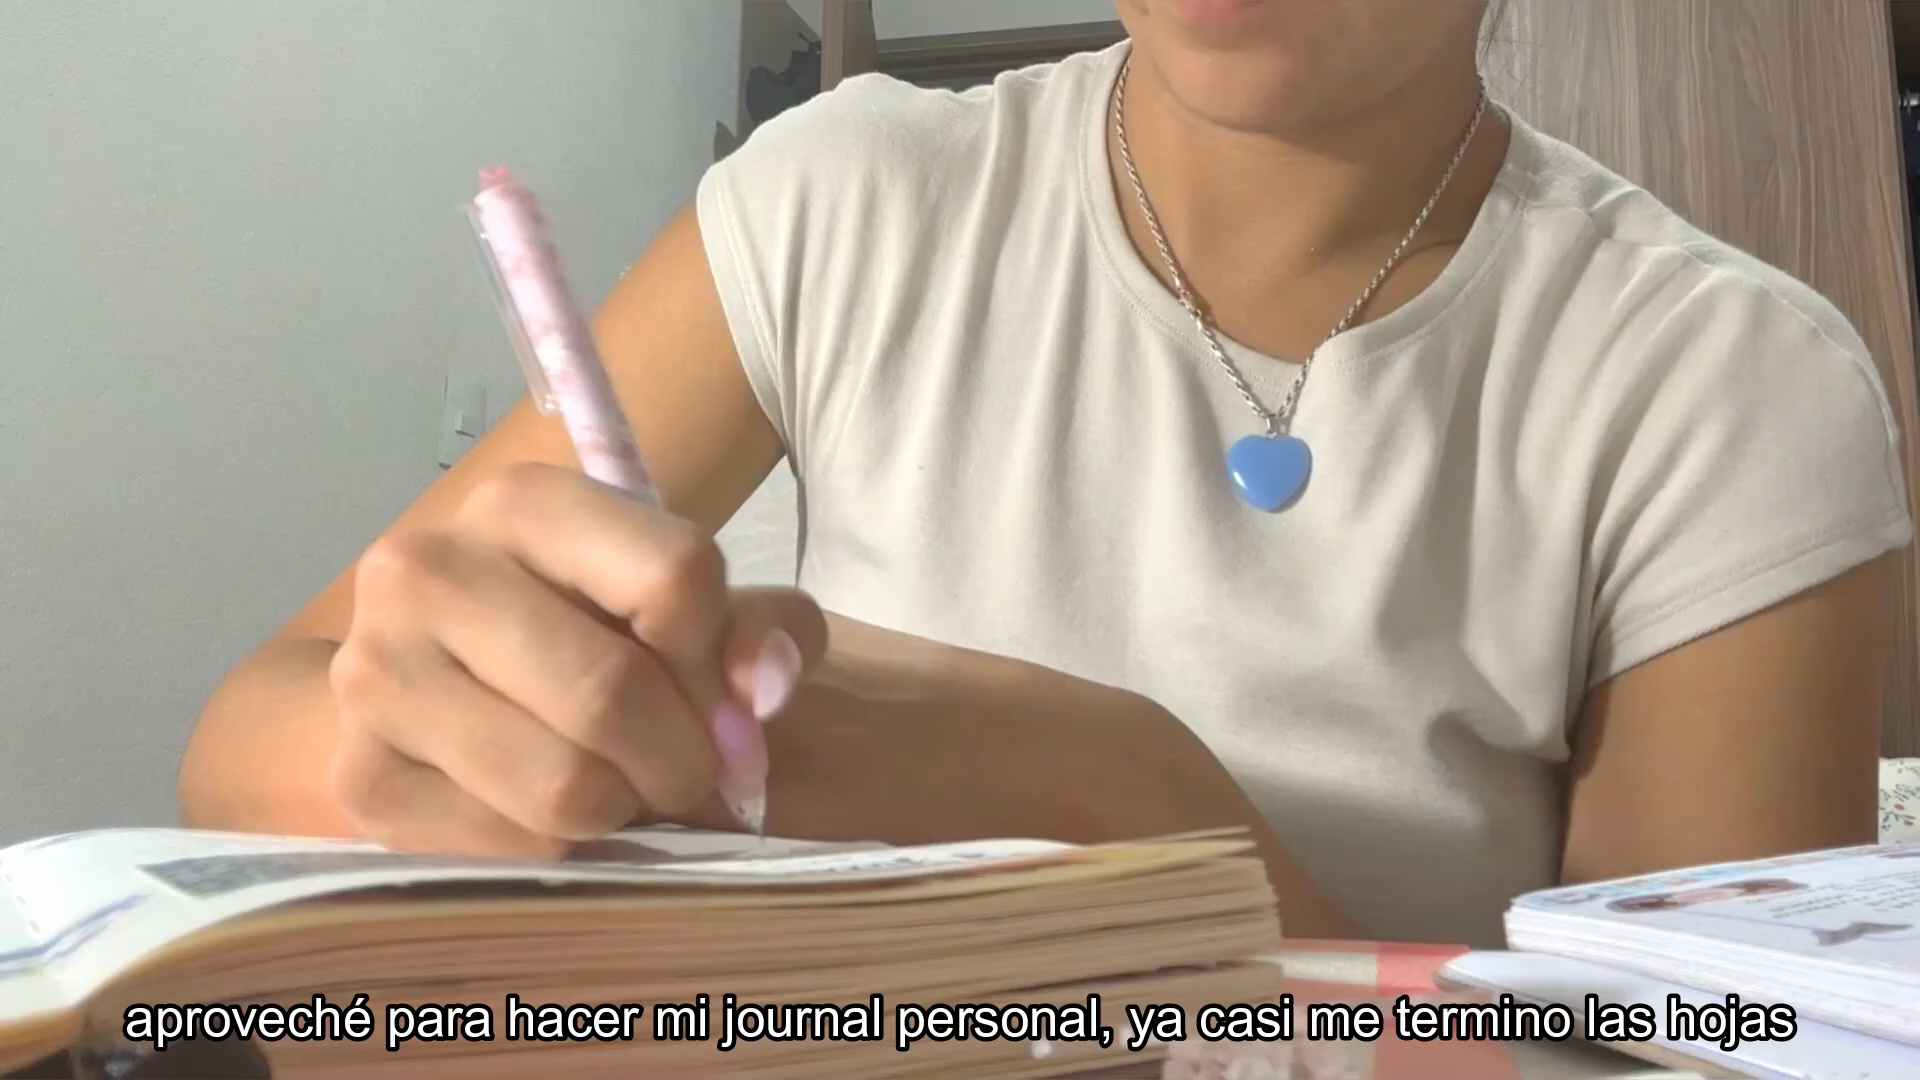 aproveché para hacer mi journal personal, ya casi me termino las hojas